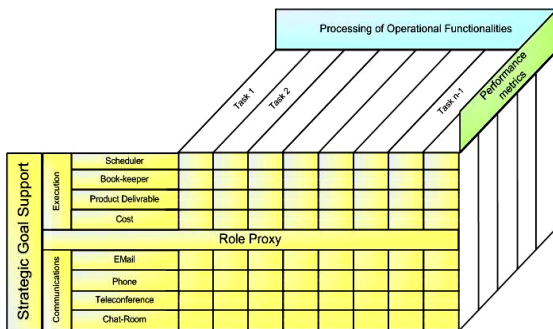 Processing of Operational Functionalities
Performance
metrics
Task 1
Task 2
Task n-1
Strategic Goal Support
Execution
Scheduler
Book-keeper
Product Delivrable
Cost
Role Proxy
Communications
EMail
Phone
Teleconference
Chat-Room